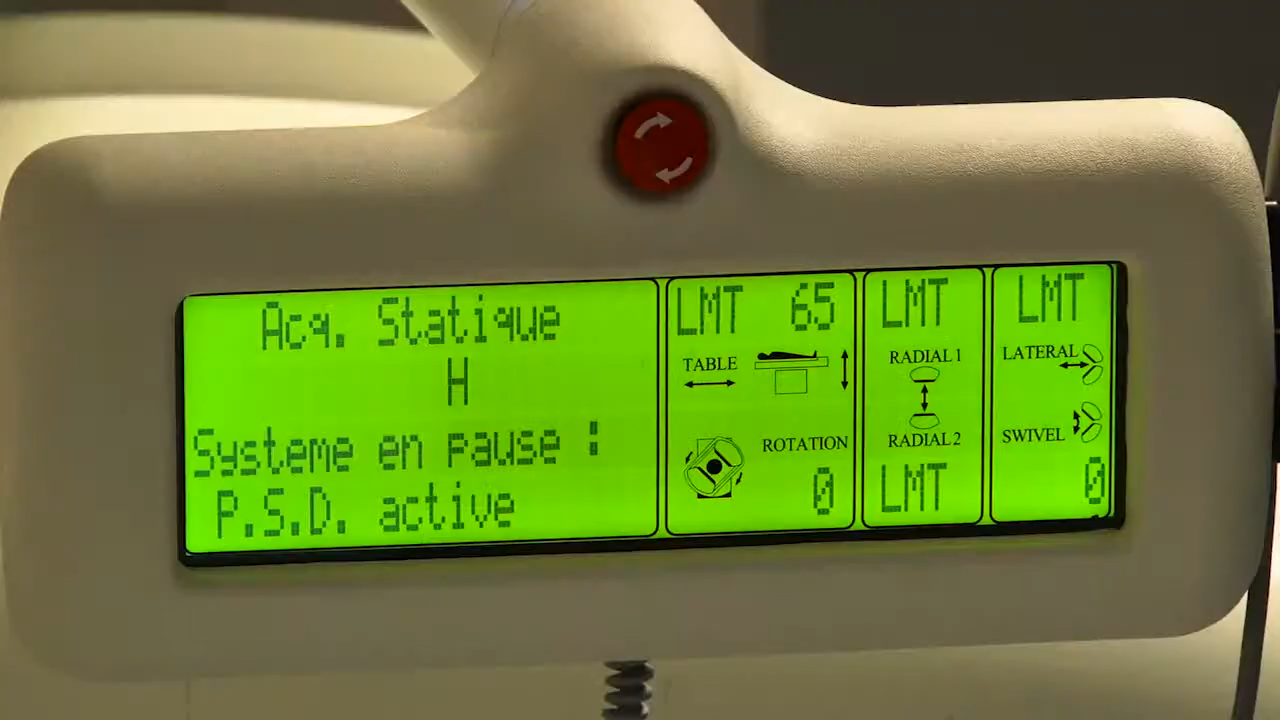 Acq. Statique
H
Systeme en pause :
P.S.D. active
LMT 65
TABLE
ROTATION
0
LMT
RADIAL 1
RADIAL 2
LMT
LMT
LATERAL
SWIVEL
0